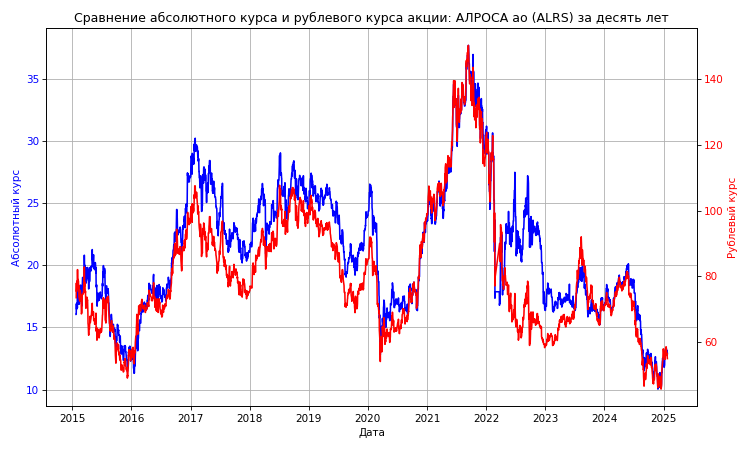 Сравнение абсолютного курса и рублевого курса акции: АЛРОСА ао (ALRS) за десять лет
Абсолютный курс
35
30
25
20
15
10
140
120
100
80
60
Рублевый курс
2015 2016 2017 2018 2019 2020 2021 2022 2023 2024 2025
Дата